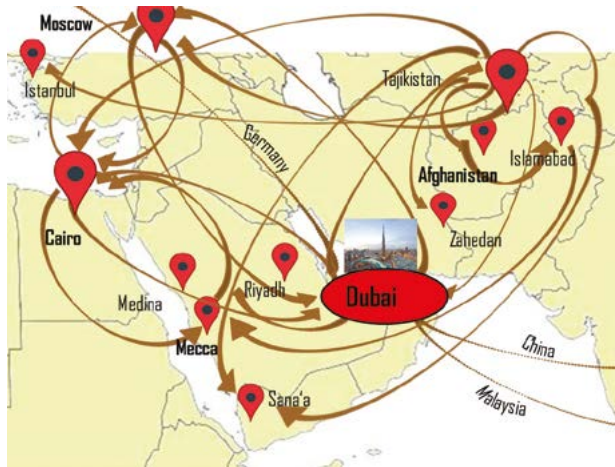 Moscow
Istanbul
Tajikistan
Germany
Islamabad
Afghanistan
Cairo
Zahedan
Medina
Riyadh
Dubai
Mecca
China
Sana'a
Malaysia